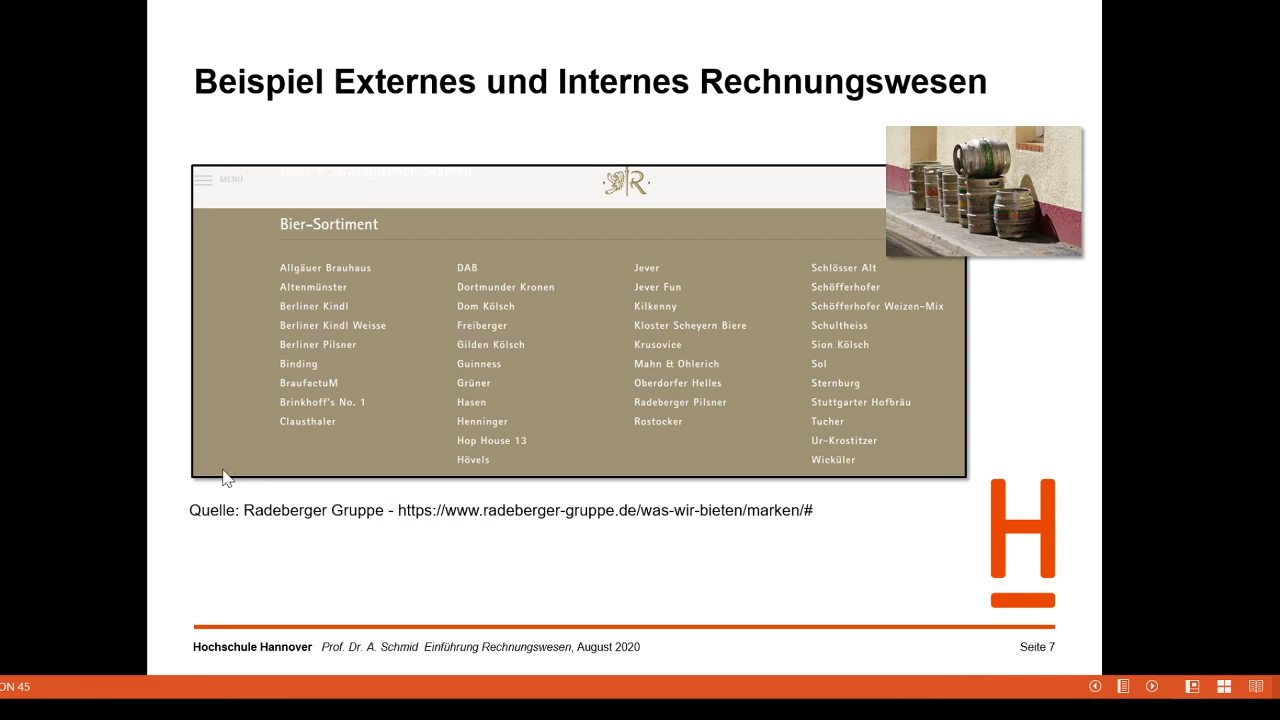 Beispiel Externes und Internes Rechnungswesen
Unsere strategischen Marken
MENÜ
R
Bier-Sortiment
Allgäuer Brauhaus
Altenmünster
Berliner Kindl
Berliner Kindl Weisse
Berliner Pilsner
Binding
BraufactuM
Brinkhoff's No. 1
Clausthaler
DAB
Dortmunder Kronen
Dom Kölsch
Freiberger
Gilden Kölsch
Guinness
Grüner
Hasen
Henninger
Hop House 13
Hövels
Jever
Jever Fun
Kilkenny
Kloster Scheyern Biere
Krusovice
Mahn & Ohlerich
Oberdorfer Helles
Radeberger Pilsner
Rostocker
Schlösser Alt
Schöfferhofer
Schöfferhofer Weizen-Mix
Schultheiss
Sion Kölsch
Sol
Sternburg
Stuttgarter Hofbräu
Tucher
Ur-Krostitzer
Wicküler
Quelle: Radeberger Gruppe - https://www.radeberger-gruppe.de/was-wir-bieten/marken/#
H
Hochschule Hannover Prof. Dr. A. Schmid Einführung Rechnungswesen, August 2020
Seite 7
ON 45